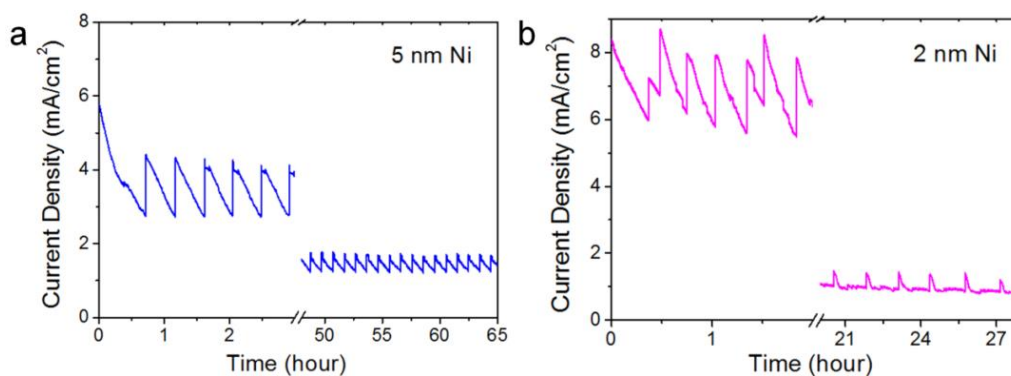 a
5 nm Ni
Current Density (mA/cm²)
8
6
4
2
0
0 1 2 50 55 60 65
Time (hour)
b
2 nm Ni
Current Density (mA/cm²)
8
6
4
2
0
0 1 21 24 27
Time (hour)